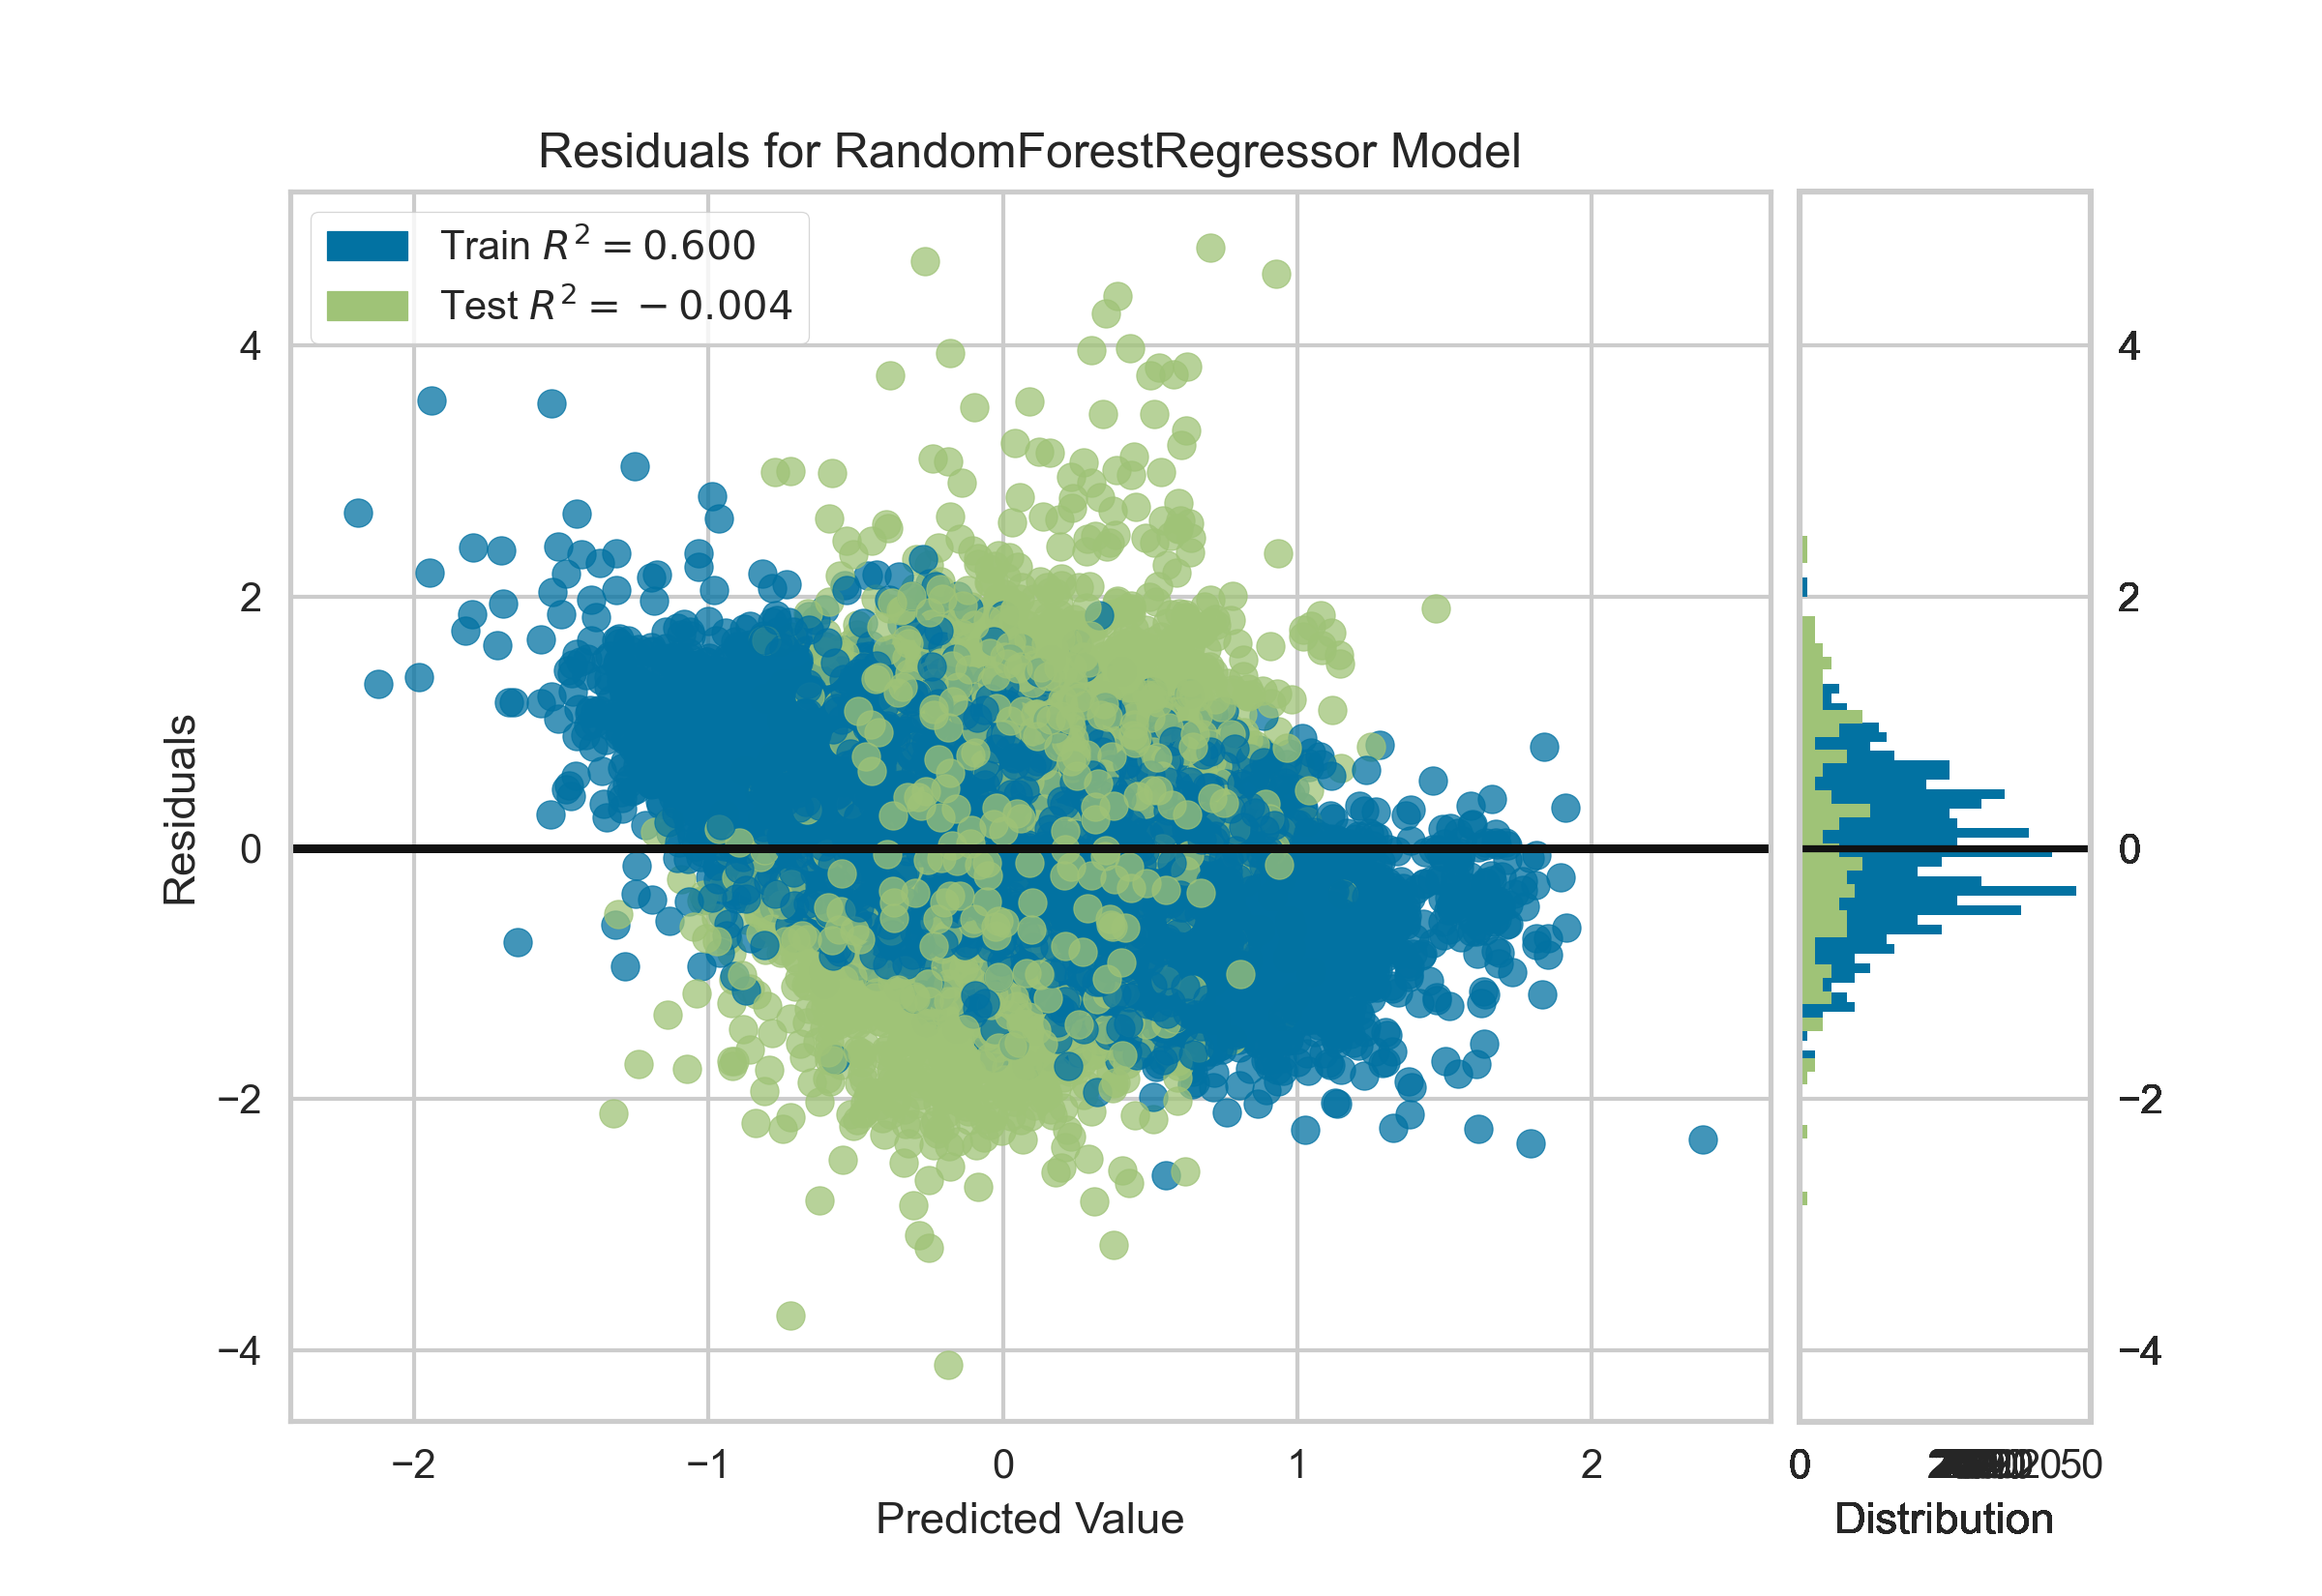 Residuals for RandomForestRegressor Model
Train R² = 0.600
Test R² = −0.004
4
2
0
−2
−4
Residuals
−2
−1
0
1
2
Predicted Value
4
2
0
−2
−4
0
50
Distribution